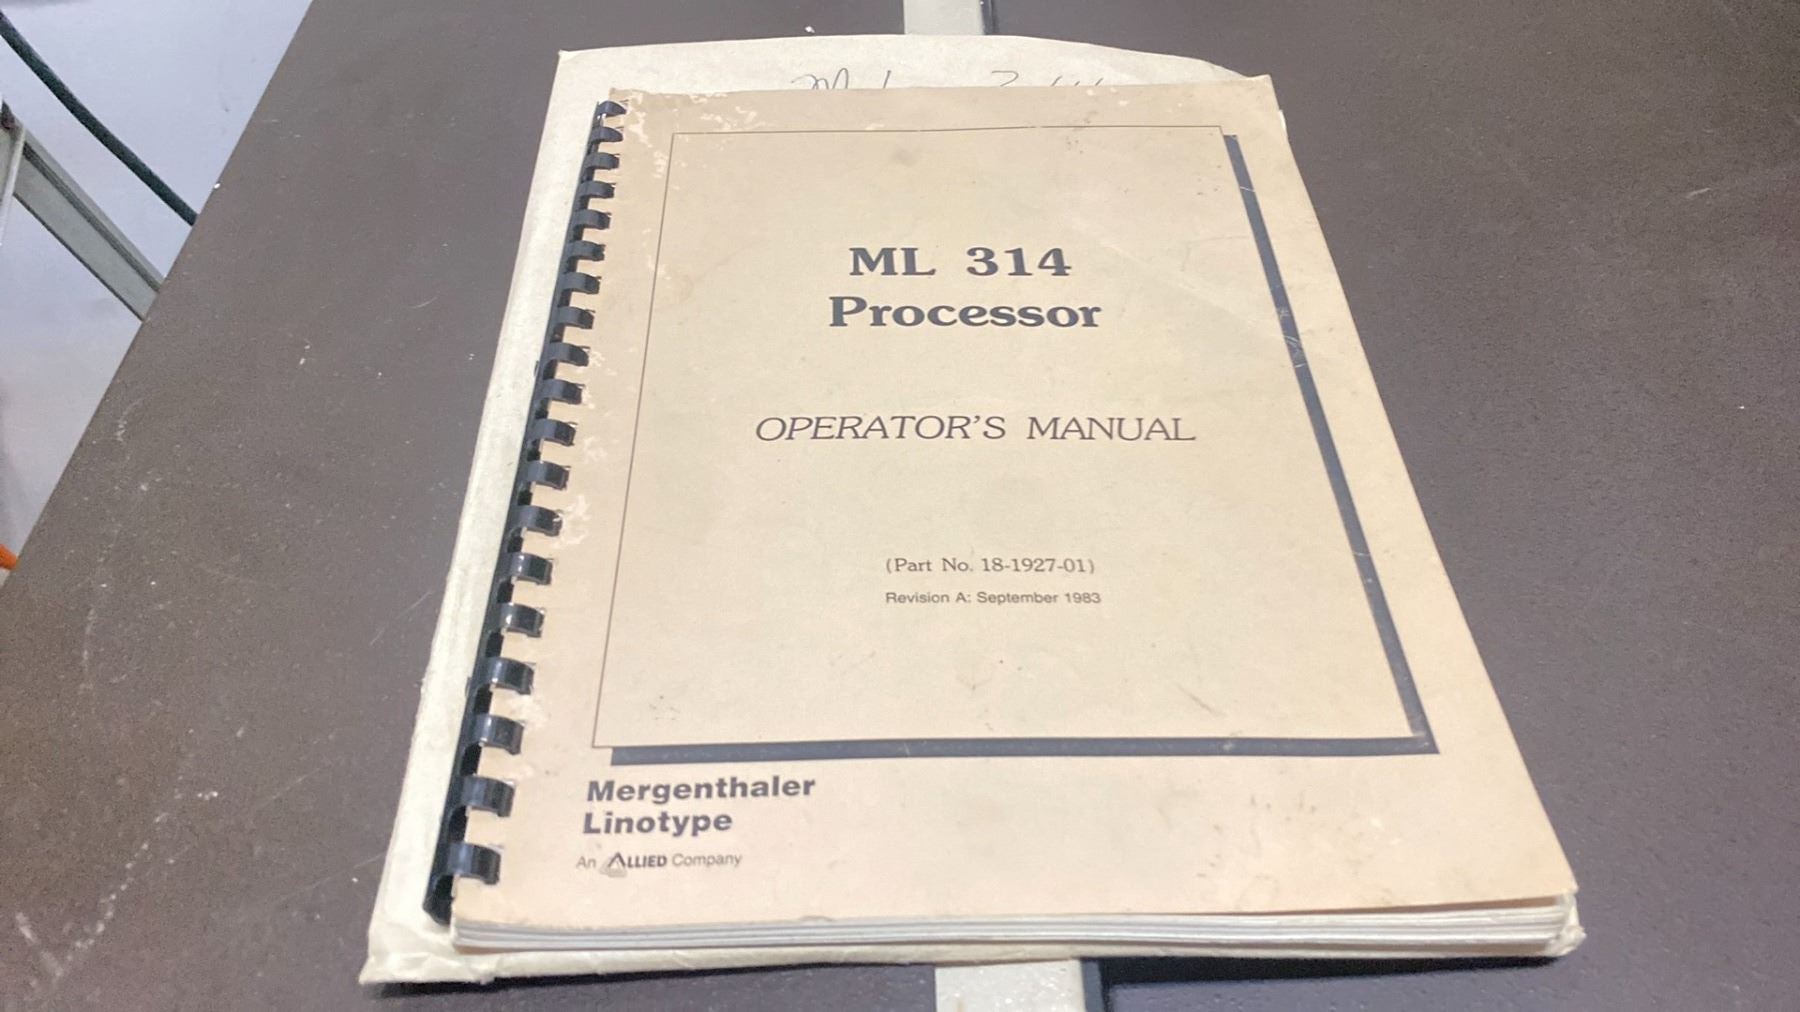 ML 314
Processor
OPERATOR'S MANUAL
(Part No. 18-1927-01)
Revision A: September 1983
Mergenthaler
Linotype
An ALLIED Company